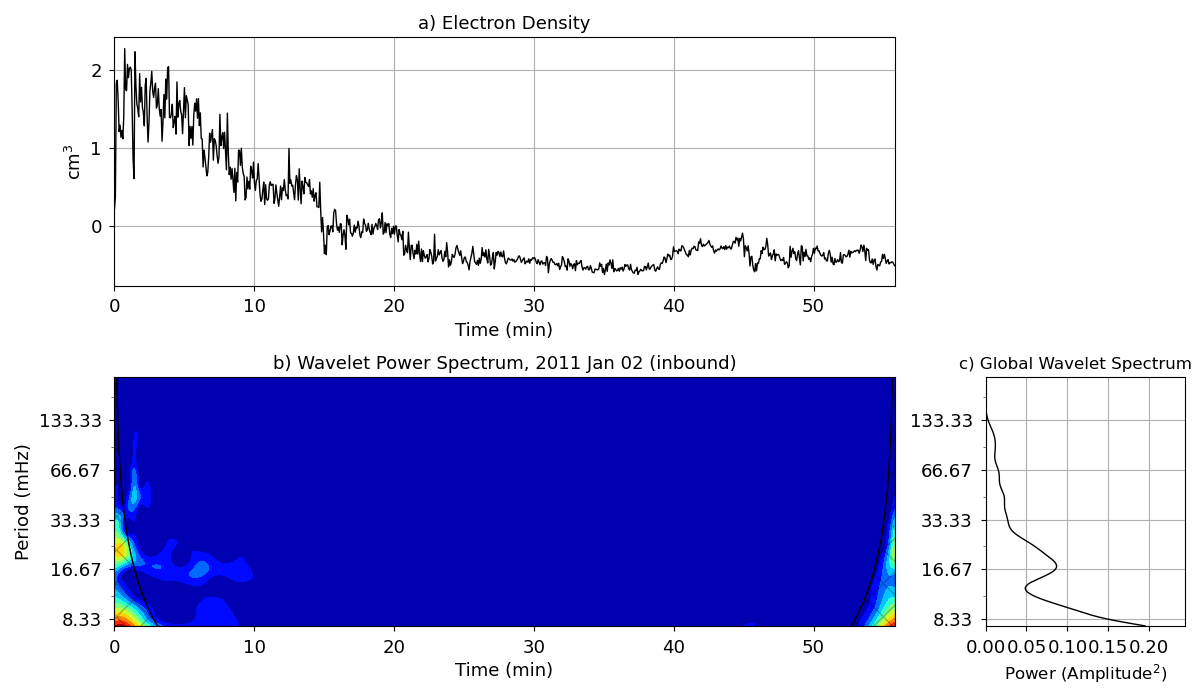 a) Electron Density
2
1
0
cm³
0 10 20 30 40 50
Time (min)
b) Wavelet Power Spectrum, 2011 Jan 02 (inbound)
133.33
66.67
33.33
16.67
8.33
Period (mHz)
0 10 20 30 40 50
Time (min)
c) Global Wavelet Spectrum
133.33
66.67
33.33
16.67
8.33
0.00 0.05 0.10 0.15 0.20
Power (Amplitude²)